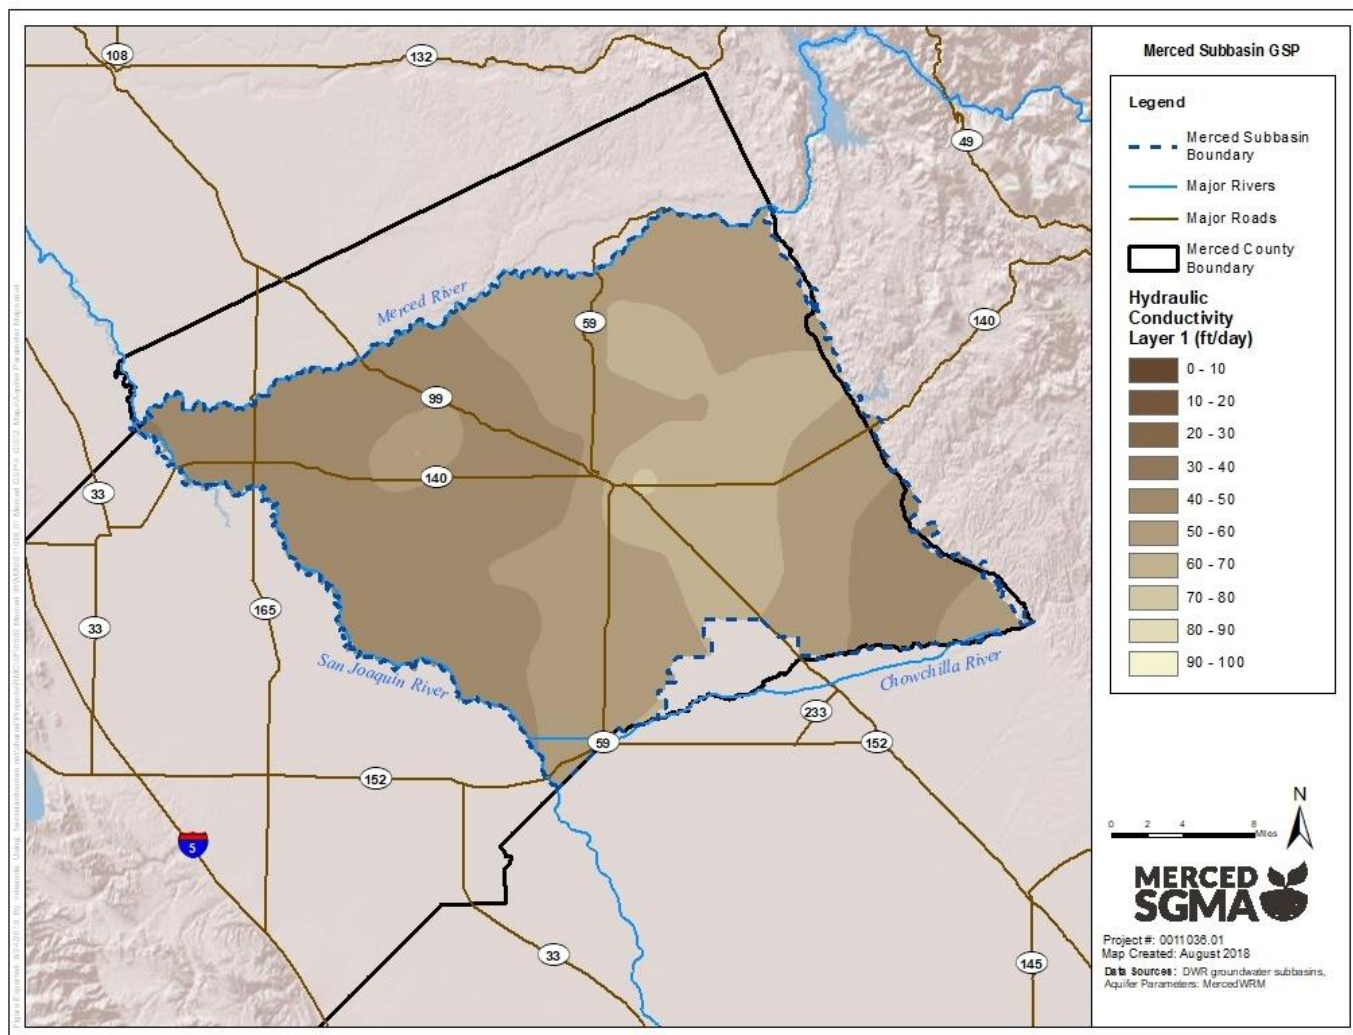 Merced Subbasin GSP
Legend
Merced Subbasin
Boundary
Major Rivers
Major Roads
Merced County
Boundary
Hydraulic
Conductivity
Layer 1 (ft/day)
0 - 10
10 - 20
20 - 30
30 - 40
40 - 50
50 - 60
60 - 70
70 - 80
80 - 90
90 - 100
N
0 2 4 8
Miles
MERCED
SGMA
Project #: 0011036.01
Map Created: August 2018
Data Sources: DWR groundwater subbasins,
Aquifer Parameters: MercedWRM
108
132
49
Merced River
59
140
99
140
33
165
33
San Joaquin River
Chowchilla River
233
59
152
152
5
33
145